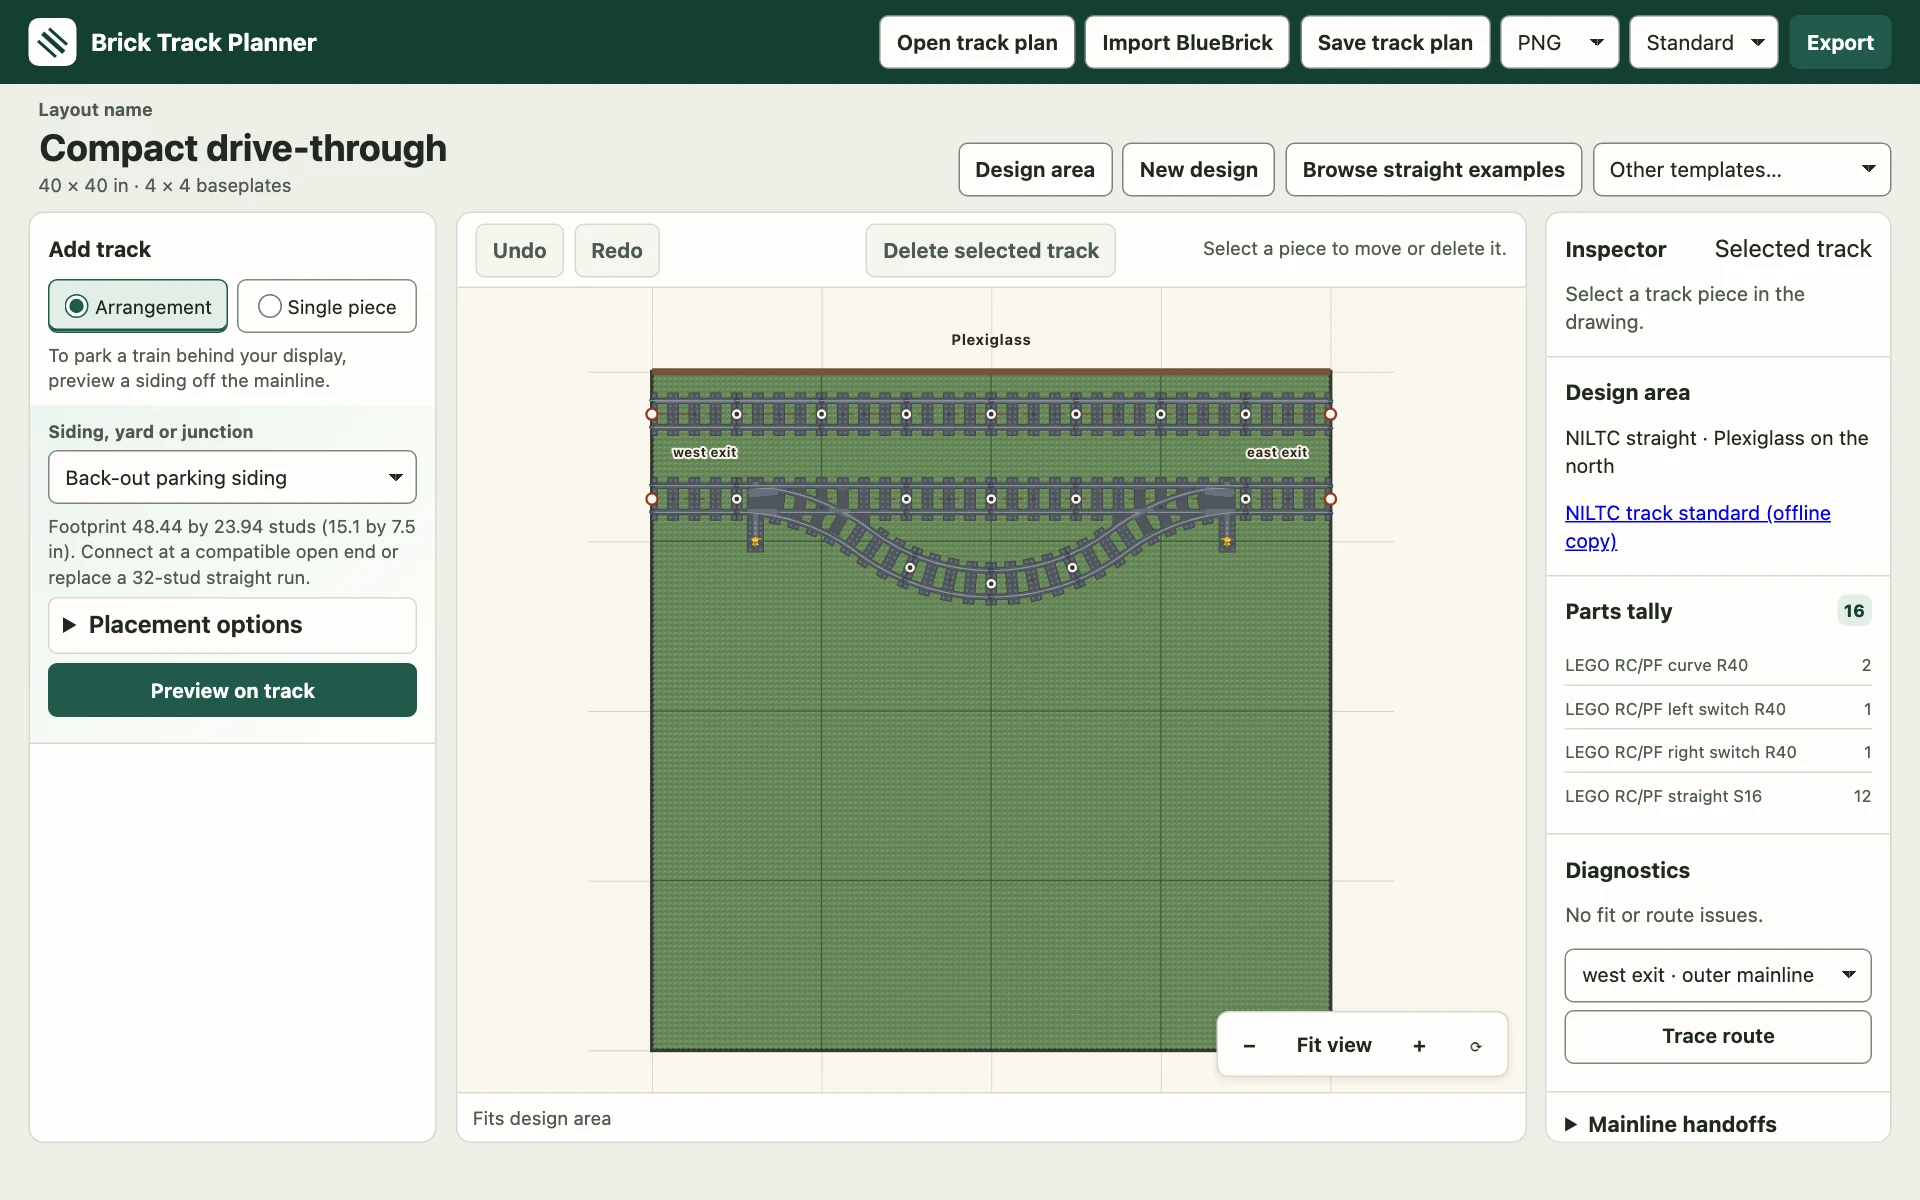 Brick Track Planner
Open track plan
Import BlueBrick
Save track plan
PNG
Standard
Export
Layout name
Compact drive-through
40 × 40 in · 4 × 4 baseplates
Design area
New design
Browse straight examples
Other templates...
Add track
Arrangement
Single piece
To park a train behind your display,
preview a siding off the mainline.
Siding, yard or junction
Back-out parking siding
Footprint 48.44 by 23.94 studs (15.1 by 7.5
in). Connect at a compatible open end or
replace a 32-stud straight run.
Placement options
Preview on track
Undo
Redo
Delete selected track
Select a piece to move or delete it.
Plexiglass
west exit
east exit
− Fit view + ⟳
Fits design area
Inspector
Selected track
Select a track piece in the
drawing.
Design area
NILTC straight · Plexiglass on the
north
NILTC track standard (offline
copy)
Parts tally 16
LEGO RC/PF curve R40 2
LEGO RC/PF left switch R40 1
LEGO RC/PF right switch R40 1
LEGO RC/PF straight S16 12
Diagnostics
No fit or route issues.
west exit · outer mainline
Trace route
Mainline handoffs